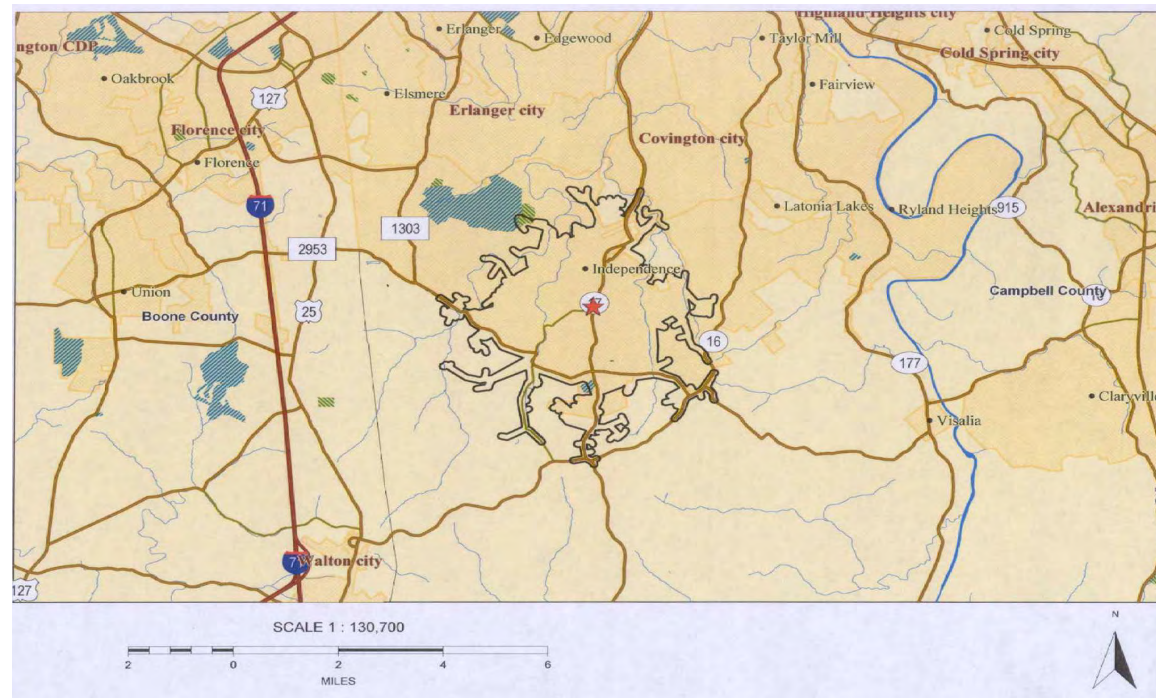 Highland Heights city
Erlanger
Edgewood
Taylor Mill
Cold Spring
ington CDP
Cold Spring city
Oakbrook
Fairview
127
Elsmere
Erlanger city
Florence city
Covington city
Florence
71
Latonia Lakes
Ryland Heights
915
Alexandri
1303
2953
Independence
Union
Campbell County
Boone County
25
16
177
Claryville
Visalia
Walton city
127
SCALE 1 : 130,700
2 0 2 4 6
MILES
N